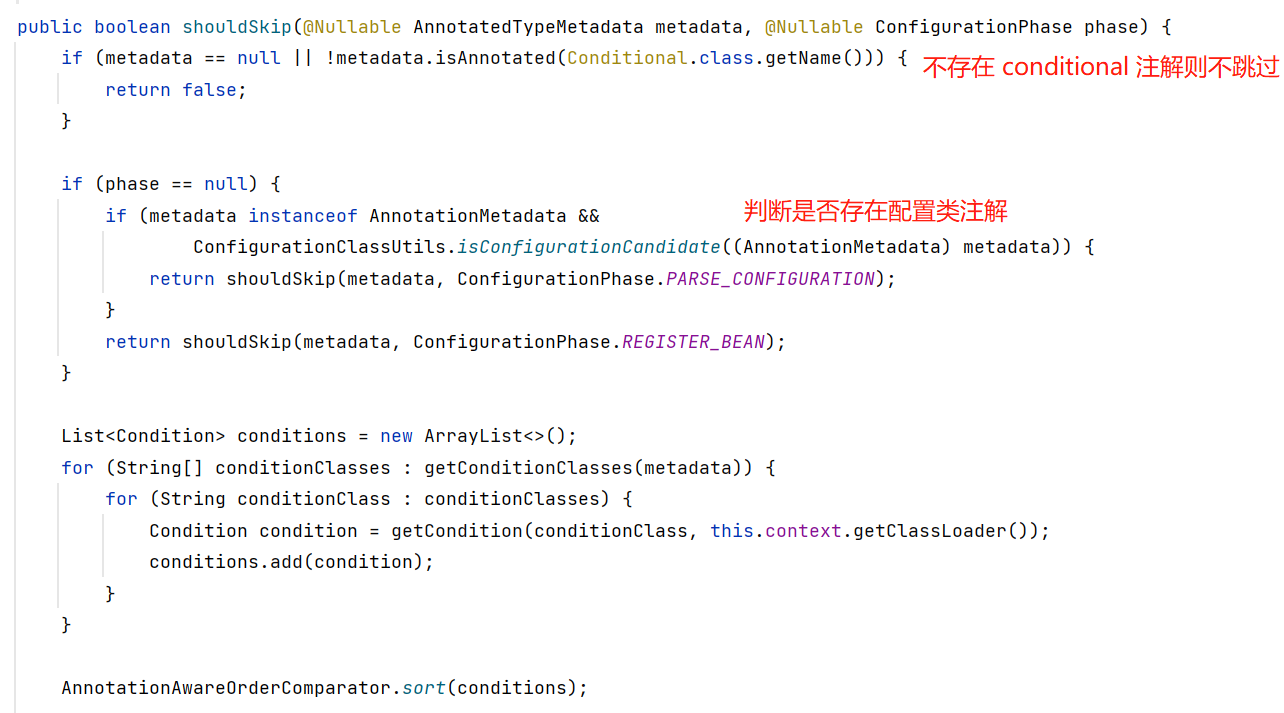 public boolean shouldSkip(@Nullable AnnotatedTypeMetadata metadata, @Nullable ConfigurationPhase phase) {
if (metadata == null || !metadata.isAnnotated(Conditional.class.getName())) { 不存在 conditional 注解则不跳过
return false;
}
if (phase == null) {
if (metadata instanceof AnnotationMetadata && 判断是否存在配置类注解
ConfigurationClassUtils.isConfigurationCandidate((AnnotationMetadata) metadata)) {
return shouldSkip(metadata, ConfigurationPhase.PARSE_CONFIGURATION);
}
return shouldSkip(metadata, ConfigurationPhase.REGISTER_BEAN);
}
List<Condition> conditions = new ArrayList<>();
for (String[] conditionClasses : getConditionClasses(metadata)) {
for (String conditionClass : conditionClasses) {
Condition condition = getCondition(conditionClass, this.context.getClassLoader());
conditions.add(condition);
}
}
AnnotationAwareOrderComparator.sort(conditions);